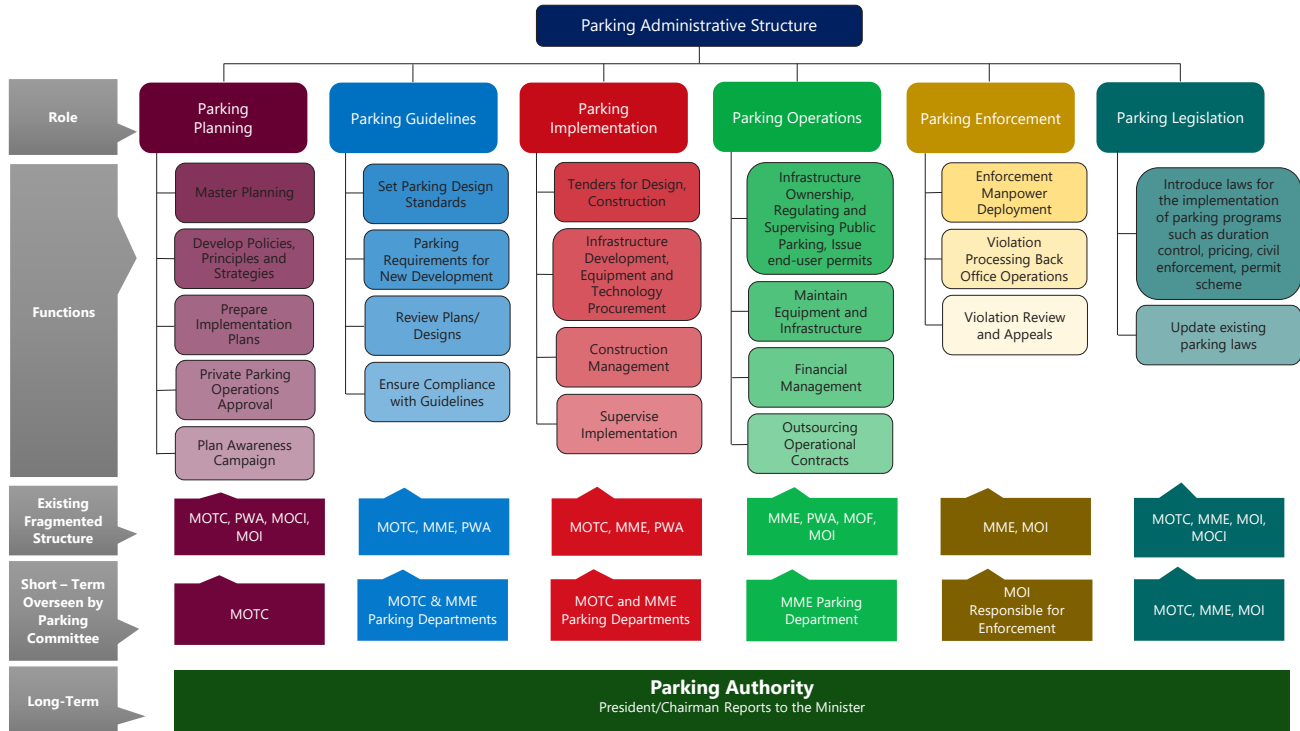 Parking Administrative Structure
Role
Parking
Planning
Parking Guidelines
Parking
Implementation
Parking Operations
Parking Enforcement
Parking Legislation
Functions
Master Planning
Develop Policies,
Principles and
Strategies
Prepare
Implementation
Plans
Private Parking
Operations
Approval
Plan Awareness
Campaign
Set Parking Design
Standards
Parking
Requirements for
New Development
Review Plans/
Designs
Ensure Compliance
with Guidelines
Tenders for Design,
Construction
Infrastructure
Development,
Equipment and
Technology
Procurement
Construction
Management
Supervise
Implementation
Infrastructure
Ownership,
Regulating and
Supervising Public
Parking, Issue
end-user permits
Maintain
Equipment and
Infrastructure
Financial
Management
Outsourcing
Operational
Contracts
Enforcement
Manpower
Deployment
Violation
Processing Back
Office Operations
Violation Review
and Appeals
Introduce laws for
the implementation
of parking programs
such as duration
control, pricing, civil
enforcement, permit
scheme
Update existing
parking laws
Existing
Fragmented
Structure
MOTC, PWA, MOCI,
MOI
MOTC, MME, PWA
MOTC, MME, PWA
MME, PWA, MOF,
MOI
MME, MOI
MOTC, MME, MOI,
MOCI
Short – Term
Overseen by
Parking
Committee
MOTC
MOTC & MME
Parking Departments
MOTC and MME
Parking Departments
MME Parking
Department
MOI
Responsible for
Enforcement
MOTC, MME, MOI
Long-Term
Parking Authority
President/Chairman Reports to the Minister